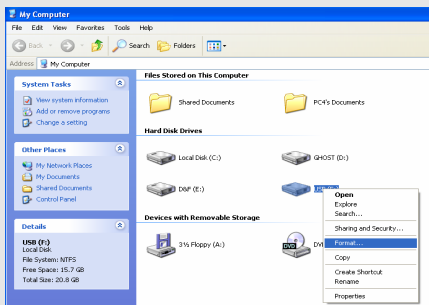 My Computer
File Edit View Favorites Tools Help
Back Search Folders
Address My Computer
System Tasks
View system information
Add or remove programs
Change a setting
Other Places
My Network Places
My Documents
Shared Documents
Control Panel
Details
USB (F:)
Local Disk
File System: NTFS
Free Space: 15.7 GB
Total Size: 20.8 GB
Files Stored on This Computer
Shared Documents PC4's Documents
Hard Disk Drives
Local Disk (C:) GHOST (D:)
D&P (E:) USB (F:)
Devices with Removable Storage
3½ Floppy (A:)
DVD
Open
Explore
Search...
Sharing and Security...
Format...
Copy
Create Shortcut
Rename
Properties